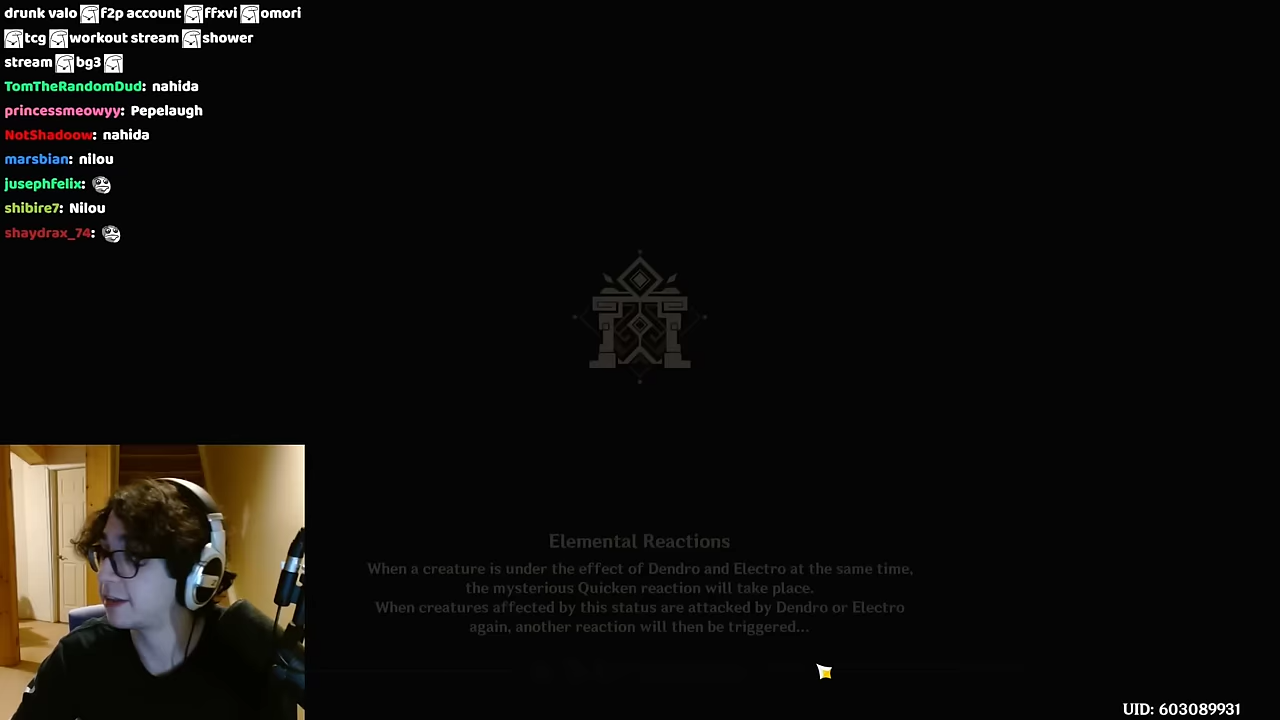 drunk valo f2p account ffxvi omori
tcg workout stream shower
stream bg3
TomTheRandomDud: nahida
princessmeowyy: Pepelaugh
NotShadoow: nahida
marsbian: nilou
jusephfelix:
shibire7: Nilou
shaydrax_74:
Elemental Reactions
When a creature is under the effect of Dendro and Electro at the same time,
the mysterious Quicken reaction will take place.
When creatures affected by this status are attacked by Dendro or Electro
again, another reaction will then be triggered...
UID: 603089931